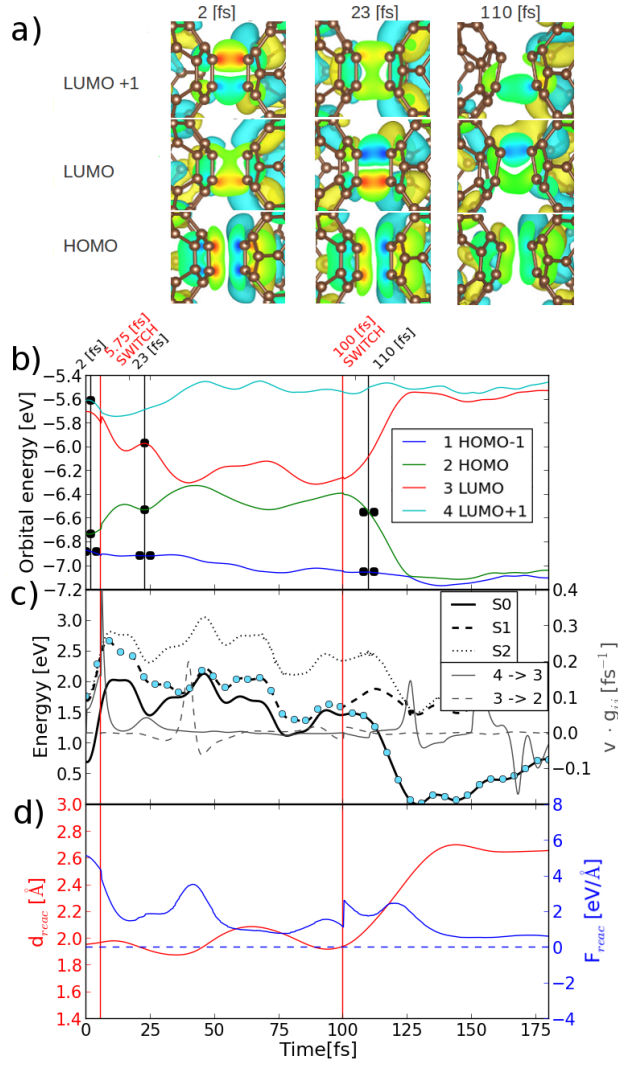 a)
2 [fs] 23 [fs] 110 [fs]
LUMO +1
LUMO
HOMO
b)
2 [fs]
5.75 [fs]
SWITCH
23 [fs]
100 [fs]
SWITCH
110 [fs]
−5.4
−5.6
−5.8
−6.0
−6.2
−6.4
−6.6
−6.8
−7.0
−7.2
Orbital energy [eV]
1 HOMO-1
2 HOMO
3 LUMO
4 LUMO+1
c)
3.0
2.5
2.0
1.5
1.0
0.5
Energyy [eV]
S0
S1
S2
4 -> 3
3 -> 2
0.4
0.3
0.2
0.1
0.0
−0.1
v · g_ij [fs⁻¹]
d)
3.0
2.8
2.6
2.4
2.2
2.0
1.8
1.6
1.4
d_reac [Å]
8
6
4
2
0
−2
−4
F_reac [eV/Å]
0 25 50 75 100 125 150 175
Time[fs]